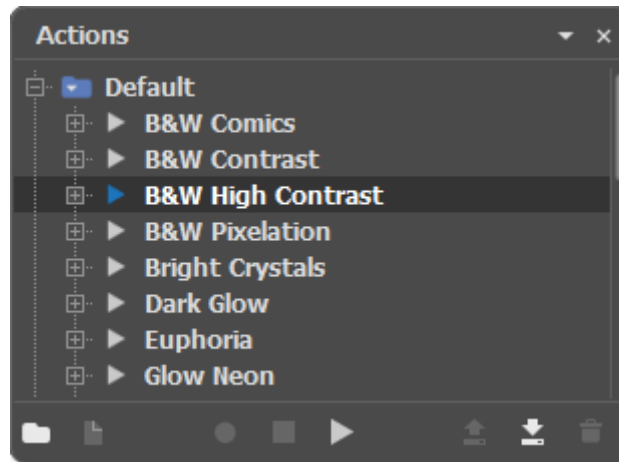 Actions
Default
B&W Comics
B&W Contrast
B&W High Contrast
B&W Pixelation
Bright Crystals
Dark Glow
Euphoria
Glow Neon